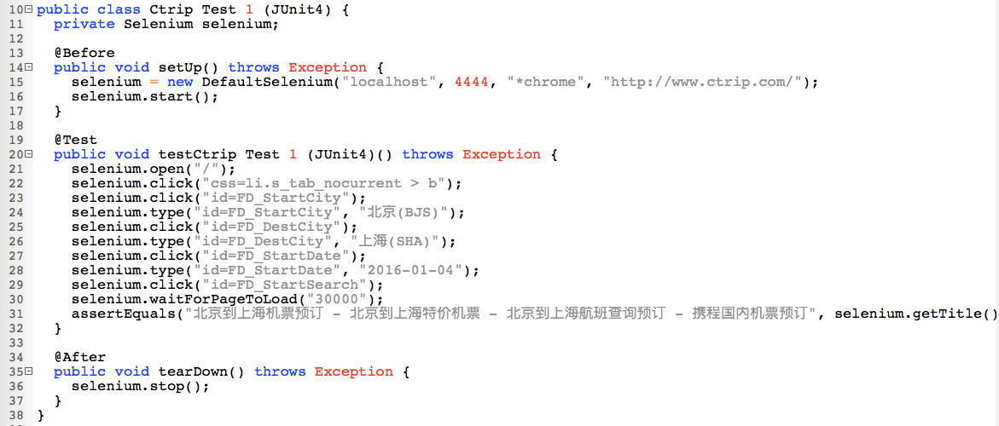 10 public class Ctrip Test 1 (JUnit4) {
11   private Selenium selenium;
12
13   @Before
14   public void setUp() throws Exception {
15     selenium = new DefaultSelenium("localhost", 4444, "*chrome", "http://www.ctrip.com/");
16     selenium.start();
17   }
18
19   @Test
20   public void testCtrip Test 1 (JUnit4)() throws Exception {
21     selenium.open("/");
22     selenium.click("css=li.s_tab_nocurrent > b");
23     selenium.click("id=FD_StartCity");
24     selenium.type("id=FD_StartCity", "北京(BJS)");
25     selenium.click("id=FD_DestCity");
26     selenium.type("id=FD_DestCity", "上海(SHA)");
27     selenium.click("id=FD_StartDate");
28     selenium.type("id=FD_StartDate", "2016-01-04");
29     selenium.click("id=FD_StartSearch");
30     selenium.waitForPageToLoad("30000");
31     assertEquals("北京到上海机票预订 - 北京到上海特价机票 - 北京到上海航班查询预订 - 携程国内机票预订", selenium.getTitle()
32   }
33
34   @After
35   public void tearDown() throws Exception {
36     selenium.stop();
37   }
38 }